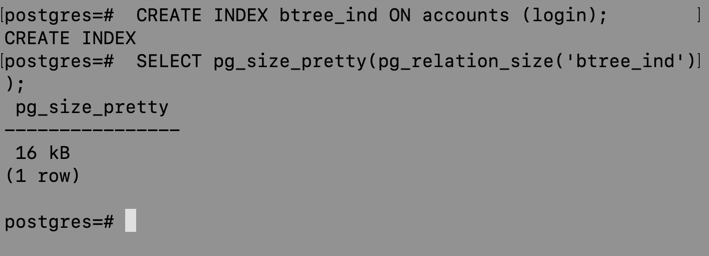 [postgres=#  CREATE INDEX btree_ind ON accounts (login);          ]
CREATE INDEX
[postgres=#  SELECT pg_size_pretty(pg_relation_size('btree_ind')]
);
 pg_size_pretty
----------------
 16 kB
(1 row)
postgres=#